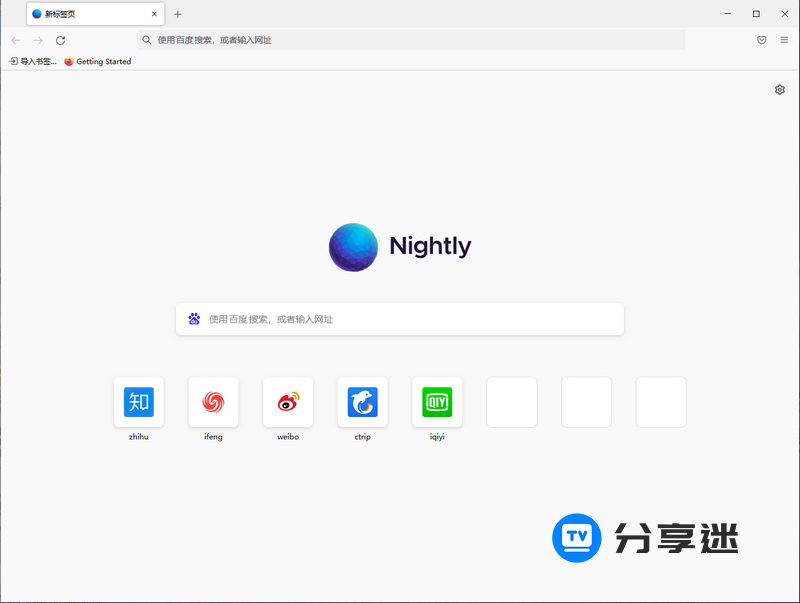 新标签页
使用百度搜索，或者输入网址
导入书签... Getting Started
Nightly
使用百度搜索，或者输入网址
知
iQIYI
zhihu ifeng weibo ctrip iqiyi
TV 分享迷